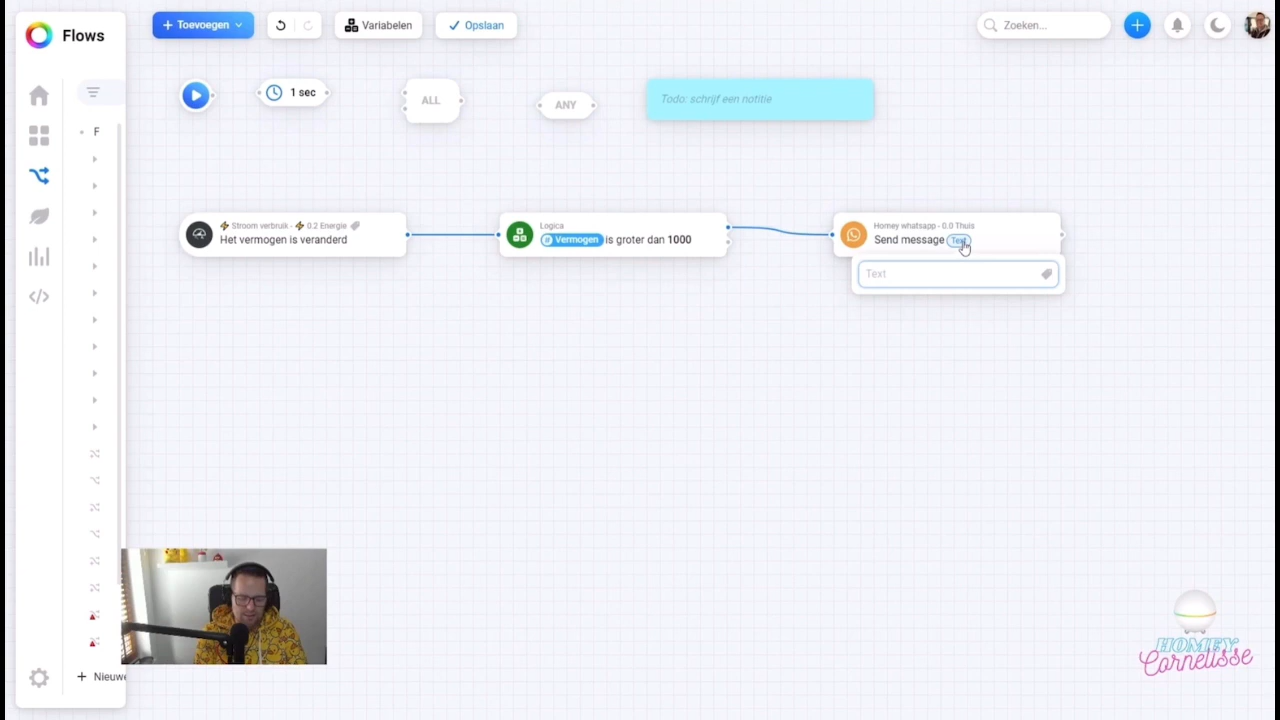 Flows
Toevoegen
Variabelen
Opslaan
Zoeken...
F
1 sec
ALL
ANY
Todo: schrijf een notitie
Stroom verbruik - 0.2 Energie
Het vermogen is veranderd
Logica
Vermogen is groter dan 1000
Homey whatsapp - 0.0 Thuis
Send message Text
Text
Nieuwe
HOMEY
Cornelisse